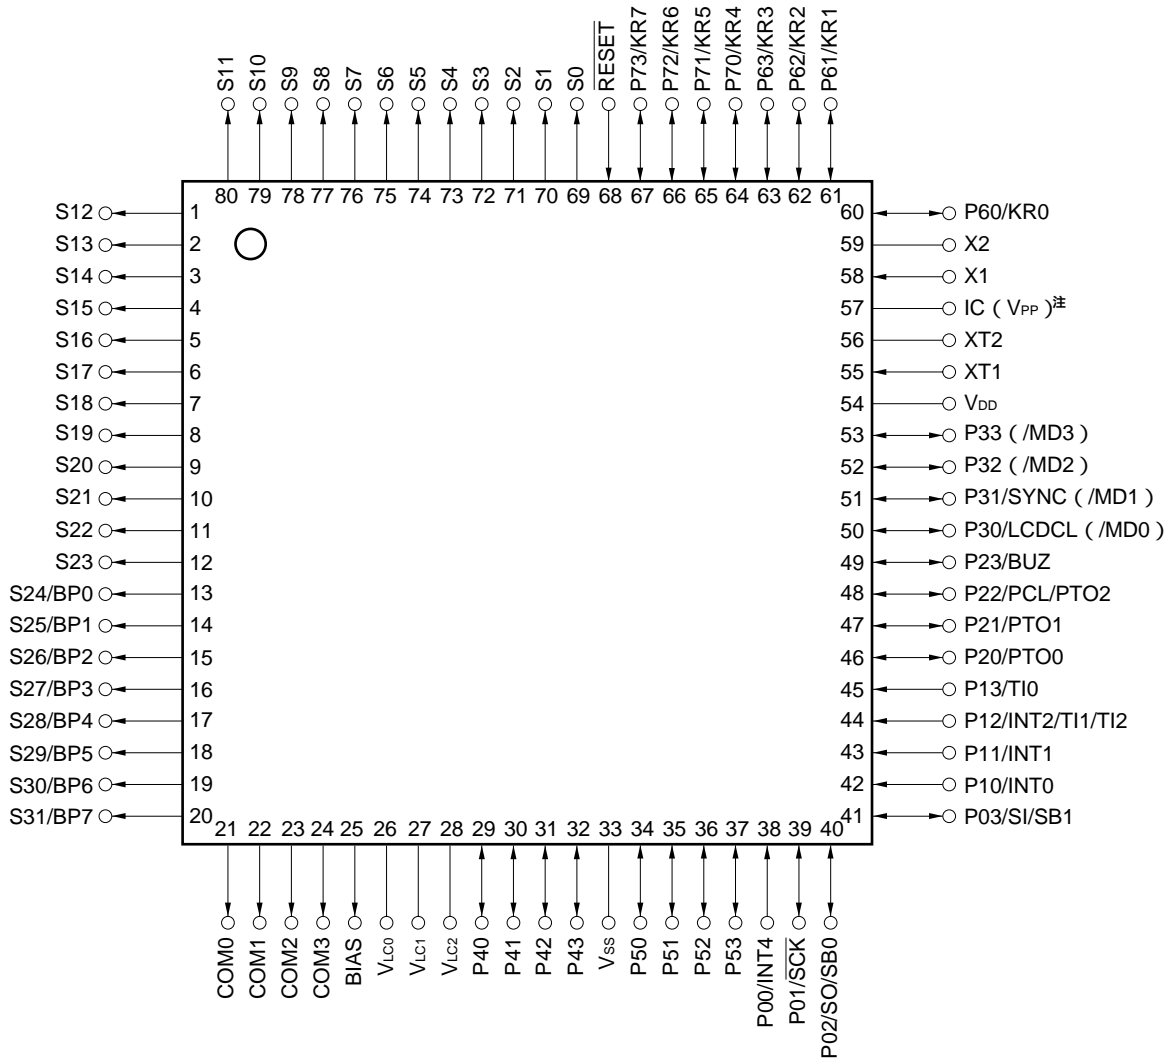 S11
S10
S9
S8
S7
S6
S5
S4
S3
S2
S1
S0
RESET
P73/KR7
P72/KR6
P71/KR5
P70/KR4
P63/KR3
P62/KR2
P61/KR1
80 79 78 77 76 75 74 73 72 71 70 69 68 67 66 65 64 63 62 61
S12 1
S13 2
S14 3
S15 4
S16 5
S17 6
S18 7
S19 8
S20 9
S21 10
S22 11
S23 12
S24/BP0 13
S25/BP1 14
S26/BP2 15
S27/BP3 16
S28/BP4 17
S29/BP5 18
S30/BP6 19
S31/BP7 20
60 P60/KR0
59 X2
58 X1
57 IC（VPP）注
56 XT2
55 XT1
54 VDD
53 P33（/MD3）
52 P32（/MD2）
51 P31/SYNC（/MD1）
50 P30/LCDCL（/MD0）
49 P23/BUZ
48 P22/PCL/PTO2
47 P21/PTO1
46 P20/PTO0
45 P13/TI0
44 P12/INT2/TI1/TI2
43 P11/INT1
42 P10/INT0
41 P03/SI/SB1
21 22 23 24 25 26 27 28 29 30 31 32 33 34 35 36 37 38 39 40
COM0
COM1
COM2
COM3
BIAS
VLC0
VLC1
VLC2
P40
P41
P42
P43
VSS
P50
P51
P52
P53
P00/INT4
P01/SCK
P02/SO/SB0